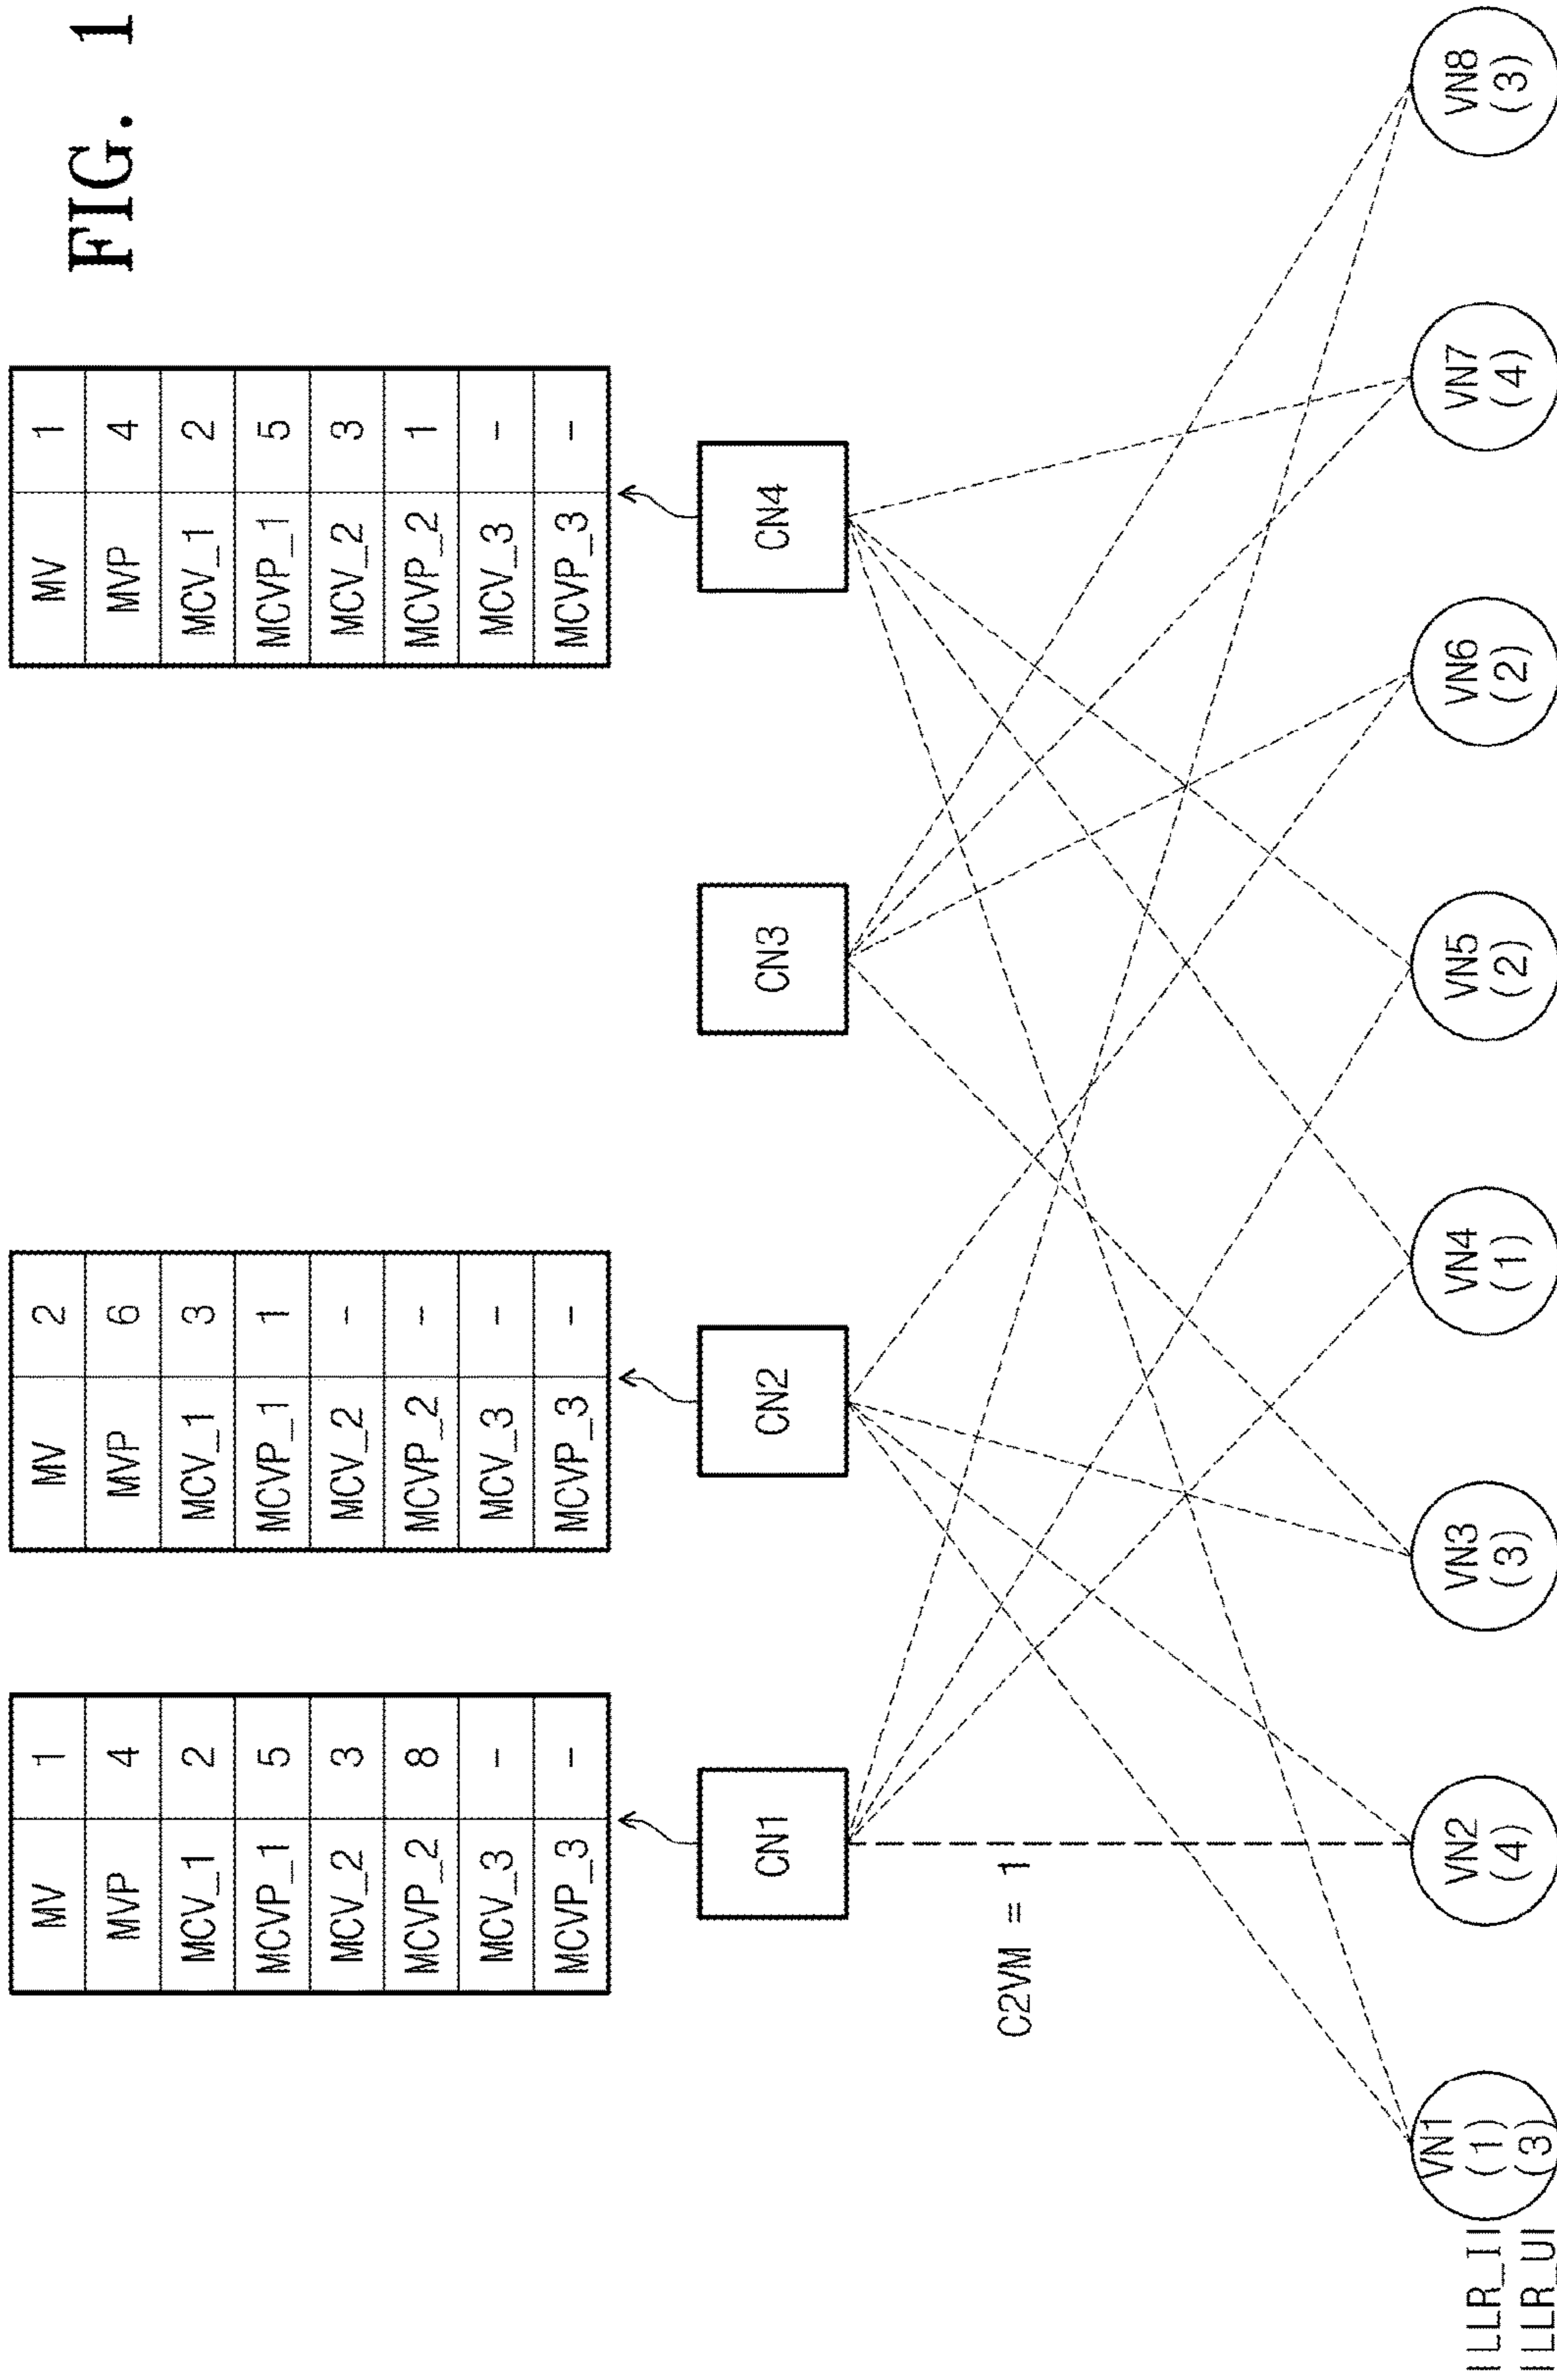 FIG. 1
MV 1
MVP 4
MCV_1 2
MCVP_1 5
MCV_2 3
MCVP_2 8
MCV_3 -
MCVP_3 -
MV 2
MVP 6
MCV_1 3
MCVP_1 1
MCV_2 -
MCVP_2 -
MCV_3 -
MCVP_3 -
MV 1
MVP 4
MCV_1 2
MCVP_1 5
MCV_2 3
MCVP_2 1
MCV_3 -
MCVP_3 -
CN1
CN2
CN3
CN4
C2VM = 1
|LLR_I|
|LLR_U|
VN1
(1)
(3)
VN2
(4)
VN3
(3)
VN4
(1)
VN5
(2)
VN6
(2)
VN7
(4)
VN8
(3)